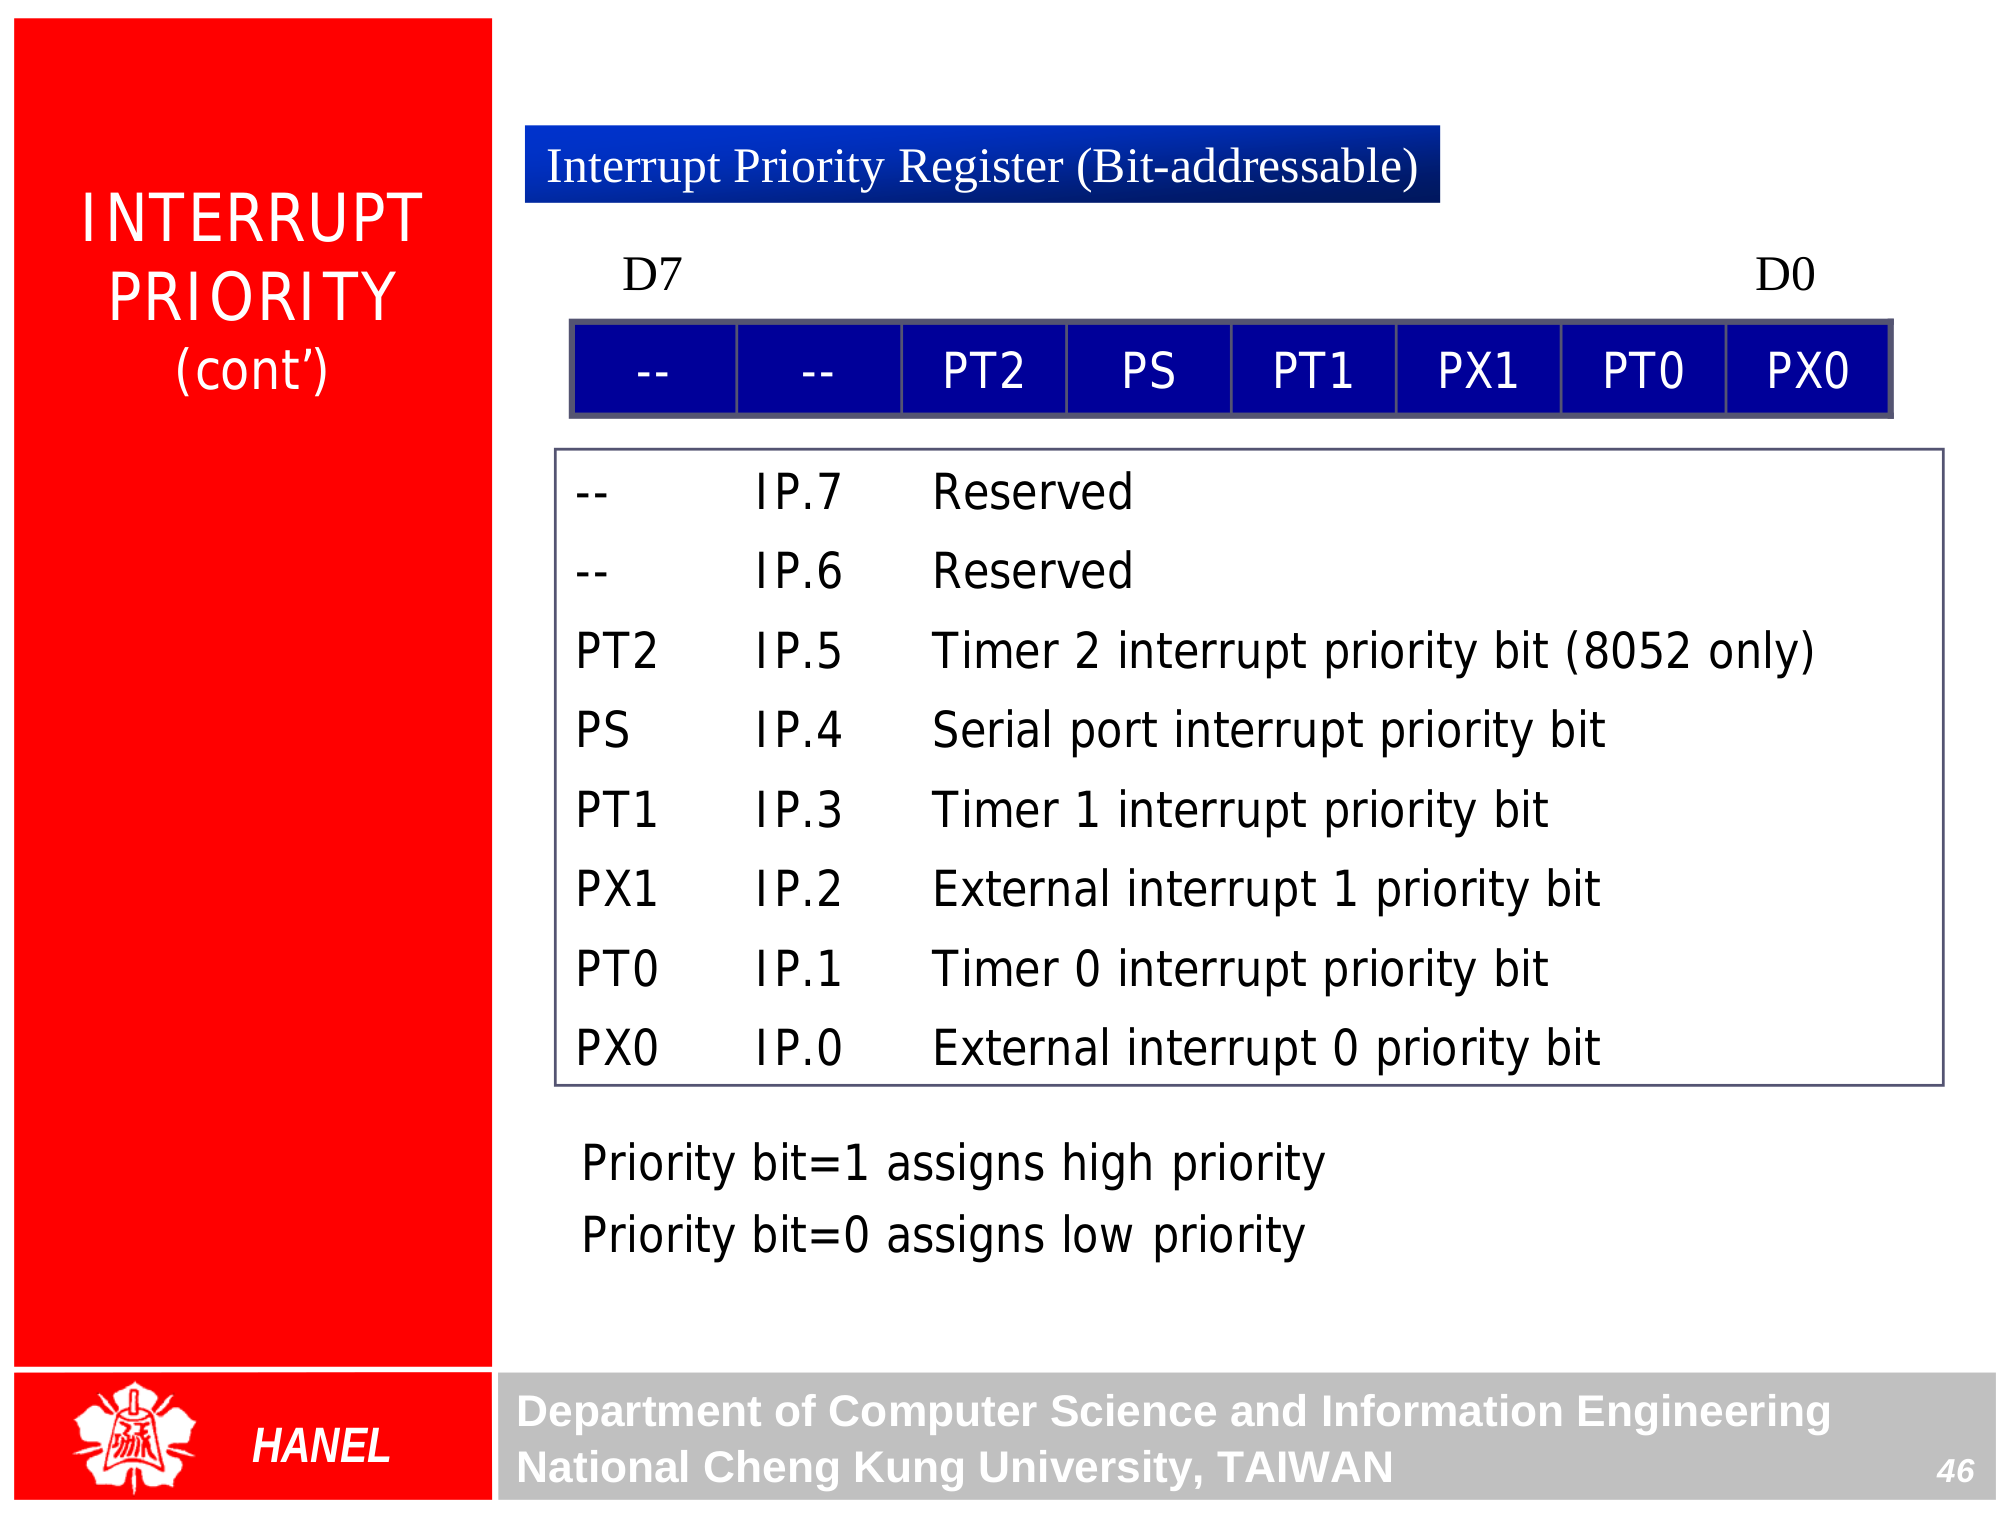 INTERRUPT
PRIORITY
(cont’)
Interrupt Priority Register (Bit-addressable)
D7 D0
-- -- PT2 PS PT1 PX1 PT0 PX0
-- IP.7 Reserved
-- IP.6 Reserved
PT2 IP.5 Timer 2 interrupt priority bit (8052 only)
PS IP.4 Serial port interrupt priority bit
PT1 IP.3 Timer 1 interrupt priority bit
PX1 IP.2 External interrupt 1 priority bit
PT0 IP.1 Timer 0 interrupt priority bit
PX0 IP.0 External interrupt 0 priority bit
Priority bit=1 assigns high priority
Priority bit=0 assigns low priority
HANEL
Department of Computer Science and Information Engineering
National Cheng Kung University, TAIWAN
46